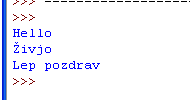 >>> -------------------
>>>
Hello
Živjo
Lep pozdrav
>>>